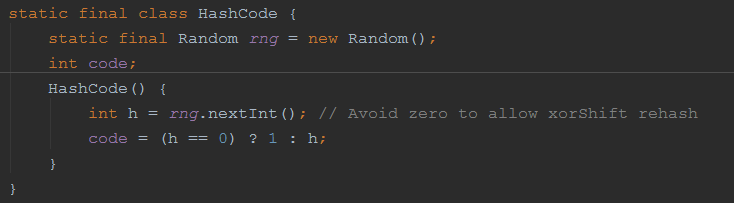 static final class HashCode {
    static final Random rng = new Random();
    int code;
    HashCode() {
        int h = rng.nextInt(); // Avoid zero to allow xorShift rehash
        code = (h == 0) ? 1 : h;
    }
}